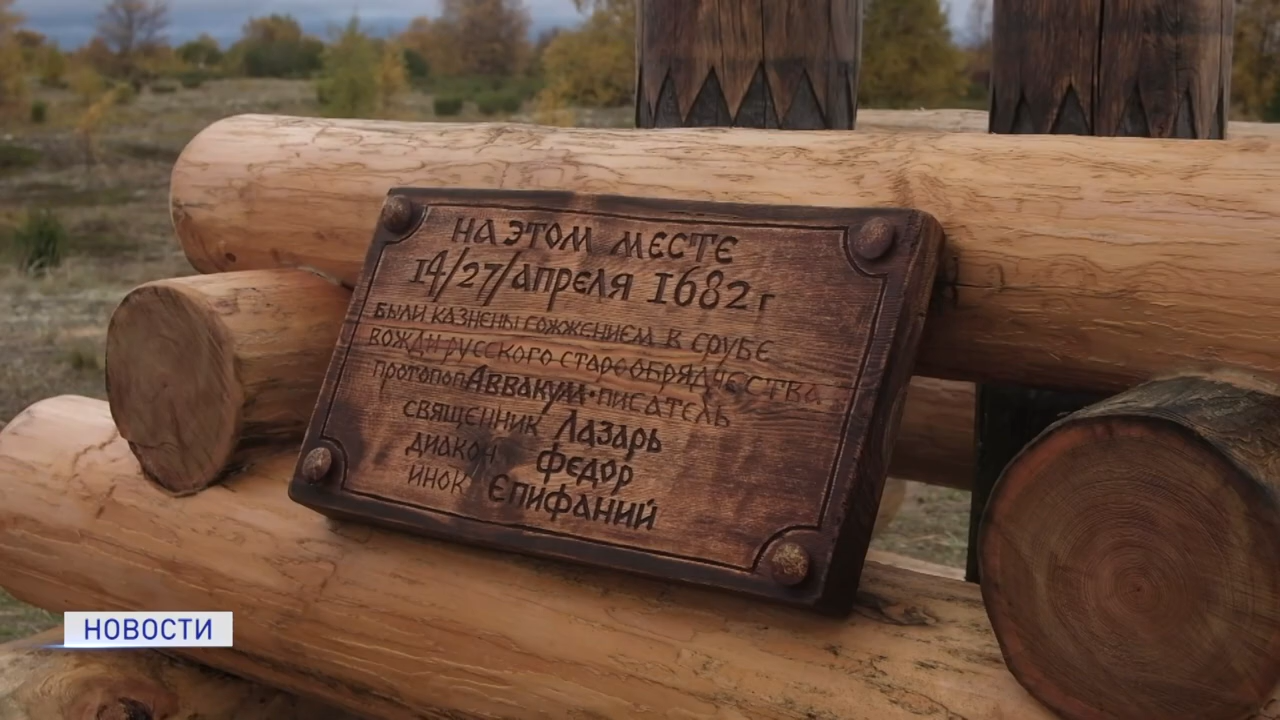 НА ЭТОМ МЕСТЕ
14/27/АПРЕЛЯ 1682 Г
БЫЛИ КАЗНЕНЫ СОЖЖЕНИЕМ В СРУБЕ
ВОЖДИ РУССКОГО СТАРООБРЯДЧЕСТВА
ПРОТОПОП АВВАКУМ·ПИСАТЕЛЬ
СВЯЩЕННИК ЛАЗАРЬ
ДИАКОН ФЕДОР
ИНОК ЕПИФАНИЙ
НОВОСТИ